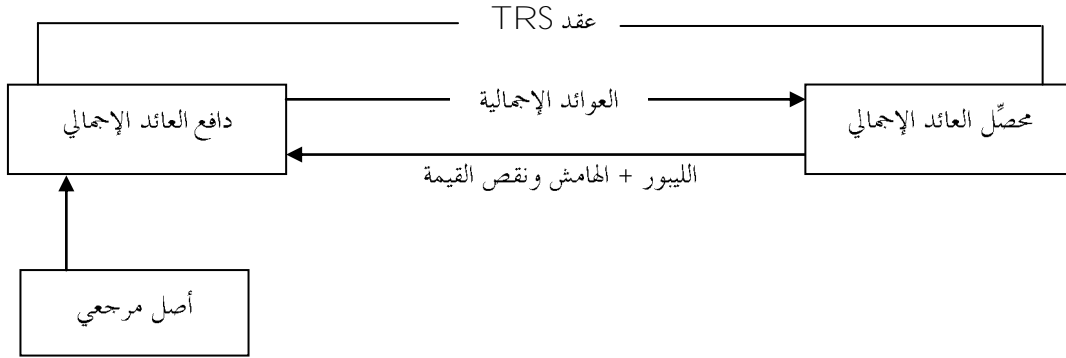 عقد TRS
دافع العائد الإجمالي
العوائد الإجمالية
محصِّل العائد الإجمالي
الليبور + الهامش ونقص القيمة
أصل مرجعي